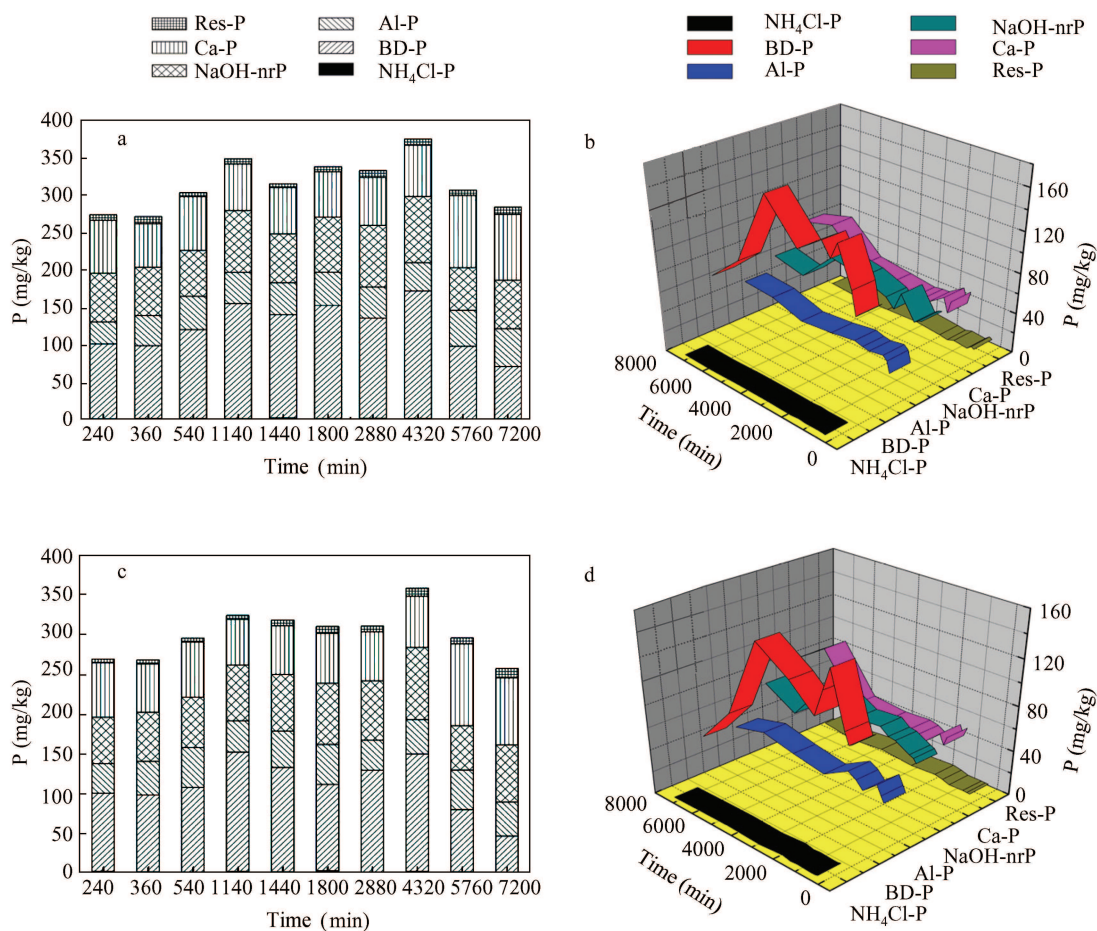 Res-P Al-P
Ca-P BD-P
NaOH-nrP NH₄Cl-P
a
400
350
300
250
200
150
100
50
0
P (mg/kg)
240 360 540 1140 1440 1800 2880 4320 5760 7200
Time (min)
NH₄Cl-P NaOH-nrP
BD-P Ca-P
Al-P Res-P
b
160
120
80
40
0
P (mg/kg)
8000
6000
4000
2000
0
Time (min)
Res-P
Ca-P
NaOH-nrP
Al-P
BD-P
NH₄Cl-P
c
400
350
300
250
200
150
100
50
0
P (mg/kg)
240 360 540 1140 1440 1800 2880 4320 5760 7200
Time (min)
d
160
120
80
40
0
P (mg/kg)
8000
6000
4000
2000
0
Time (min)
Res-P
Ca-P
NaOH-nrP
Al-P
BD-P
NH₄Cl-P